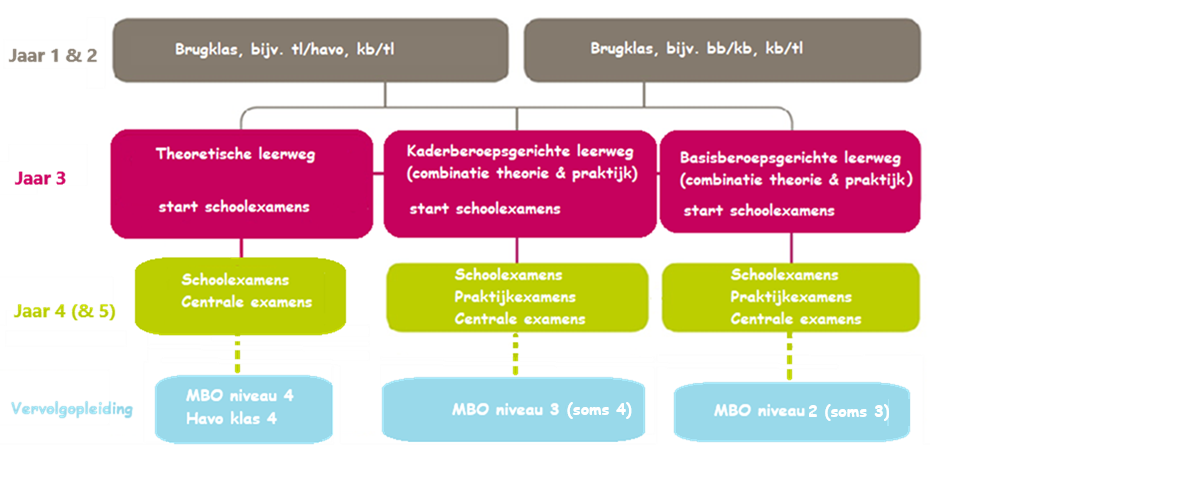 Jaar 1 & 2
Brugklas, bijv. tl/havo, kb/tl
Brugklas, bijv. bb/kb, kb/tl
Jaar 3
Theoretische leerweg
start schoolexamens
Kaderberoepsgerichte leerweg
(combinatie theorie & praktijk)
start schoolexamens
Basisberoepsgerichte leerweg
(combinatie theorie & praktijk)
start schoolexamens
Jaar 4 (& 5)
Schoolexamens
Centrale examens
Schoolexamens
Praktijkexamens
Centrale examens
Schoolexamens
Praktijkexamens
Centrale examens
Vervolgopleiding
MBO niveau 4
Havo klas 4
MBO niveau 3 (soms 4)
MBO niveau 2 (soms 3)